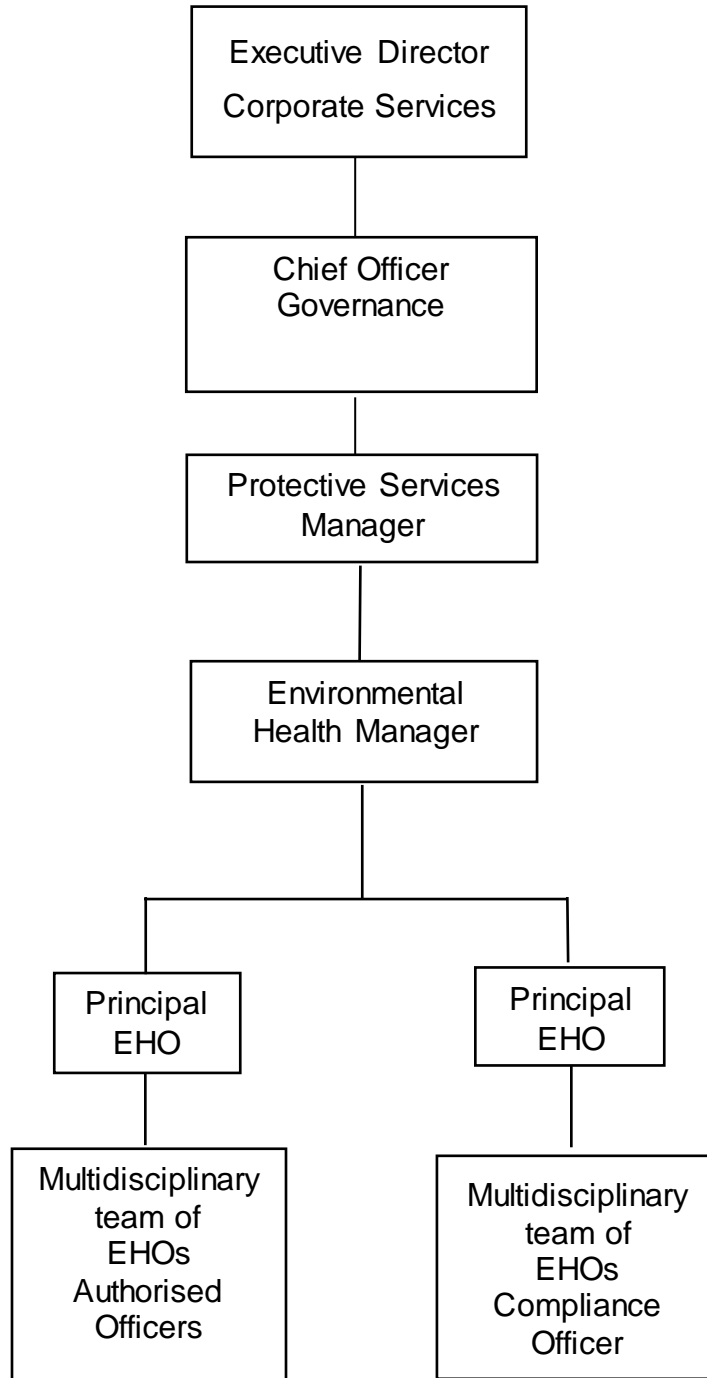 Executive Director
Corporate Services
Chief Officer
Governance
Protective Services
Manager
Environmental
Health Manager
Principal
EHO
Principal
EHO
Multidisciplinary
team of
EHOs
Authorised
Officers
Multidisciplinary
team of
EHOs
Compliance
Officer